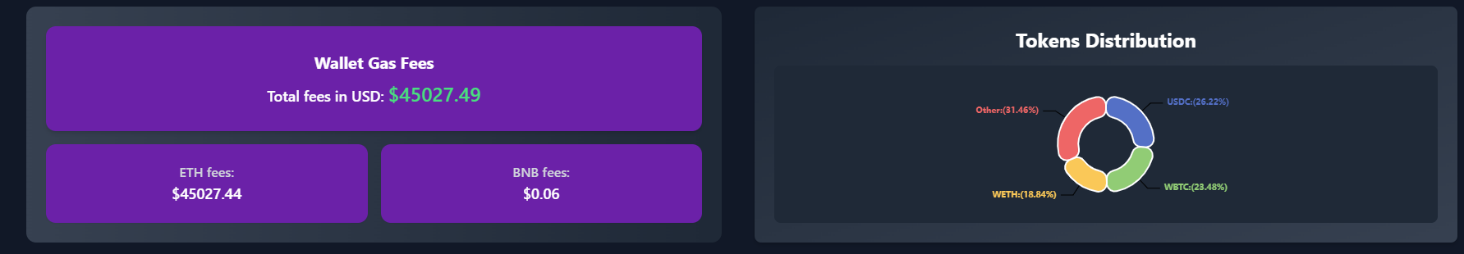 Wallet Gas Fees
Total fees in USD: $45027.49
ETH fees:
$45027.44
BNB fees:
$0.06
Tokens Distribution
Other:(31.46%)
USDC:(26.22%)
WETH:(18.84%)
WBTC:(23.48%)